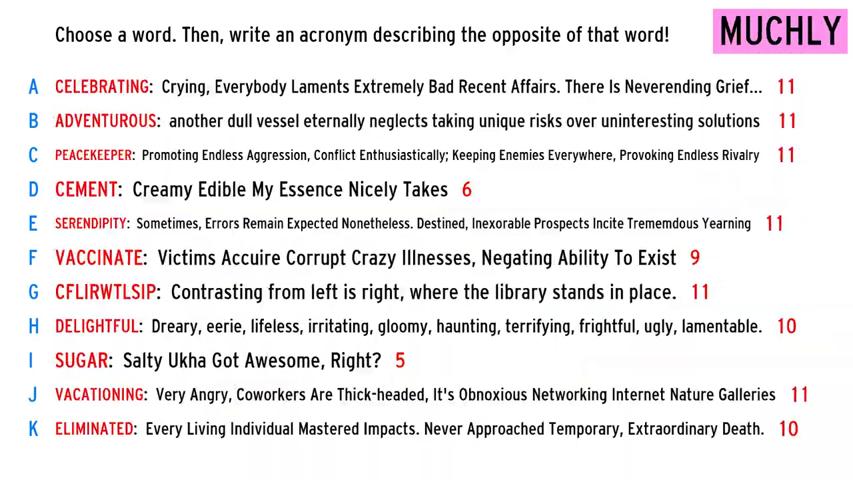 Choose a word. Then, write an acronym describing the opposite of that word! MUCHLY
A CELEBRATING: Crying, Everybody Laments Extremely Bad Recent Affairs. There Is Neverending Grief... 11
B ADVENTUROUS: another dull vessel eternally neglects taking unique risks over uninteresting solutions 11
C PEACEKEEPER: Promoting Endless Aggression, Conflict Enthusiastically; Keeping Enemies Everywhere, Provoking Endless Rivalry 11
D CEMENT: Creamy Edible My Essence Nicely Takes 6
E SERENDIPITY: Sometimes, Errors Remain Expected Nonetheless. Destined, Inexorable Prospects Incite Trememdous Yearning 11
F VACCINATE: Victims Accuire Corrupt Crazy Illnesses, Negating Ability To Exist 9
G CFLIRWTLSIP: Contrasting from left is right, where the library stands in place. 11
H DELIGHTFUL: Dreary, eerie, lifeless, irritating, gloomy, haunting, terrifying, frightful, ugly, lamentable. 10
I SUGAR: Salty Ukha Got Awesome, Right? 5
J VACATIONING: Very Angry, Coworkers Are Thick-headed, It's Obnoxious Networking Internet Nature Galleries 11
K ELIMINATED: Every Living Individual Mastered Impacts. Never Approached Temporary, Extraordinary Death. 10